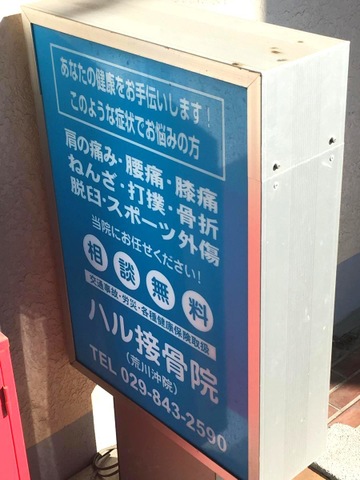 あなたの健康をお手伝いします！
このような症状でお悩みの方
肩の痛み・腰痛・膝痛
ねんざ・打撲・骨折
脱臼・スポーツ外傷
当院にお任せください！
相談無料
交通事故・労災・各種健康保険取扱
ハル接骨院
（荒川沖院）
TEL 029-843-2590